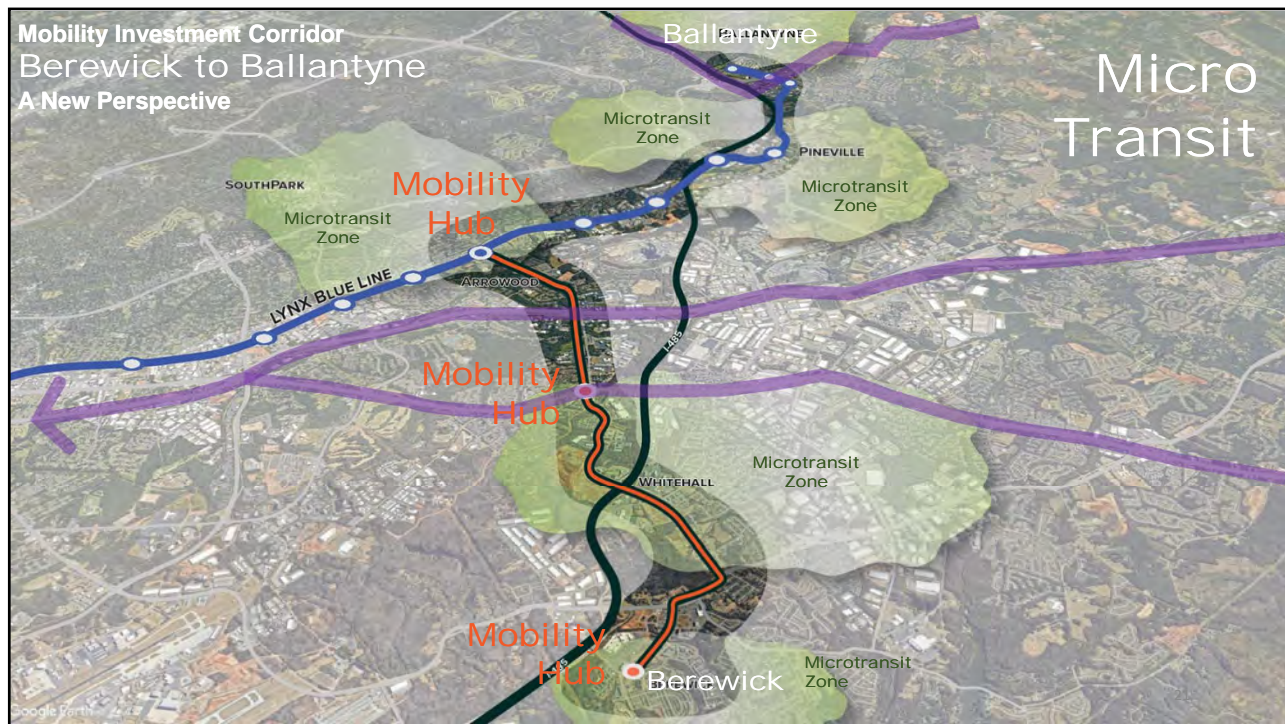 Mobility Investment Corridor
Berewick to Ballantyne
A New Perspective
Micro
Transit
BALLANTYNE
Ballantyne
Microtransit
Zone
PINEVILLE
SOUTHPARK
Mobility
Hub
Microtransit
Zone
Microtransit
Zone
ARROWOOD
LYNX BLUE LINE
I-485
Mobility
Hub
Microtransit
Zone
WHITEHALL
Mobility
Hub
Berewick
Microtransit
Zone
Google Earth